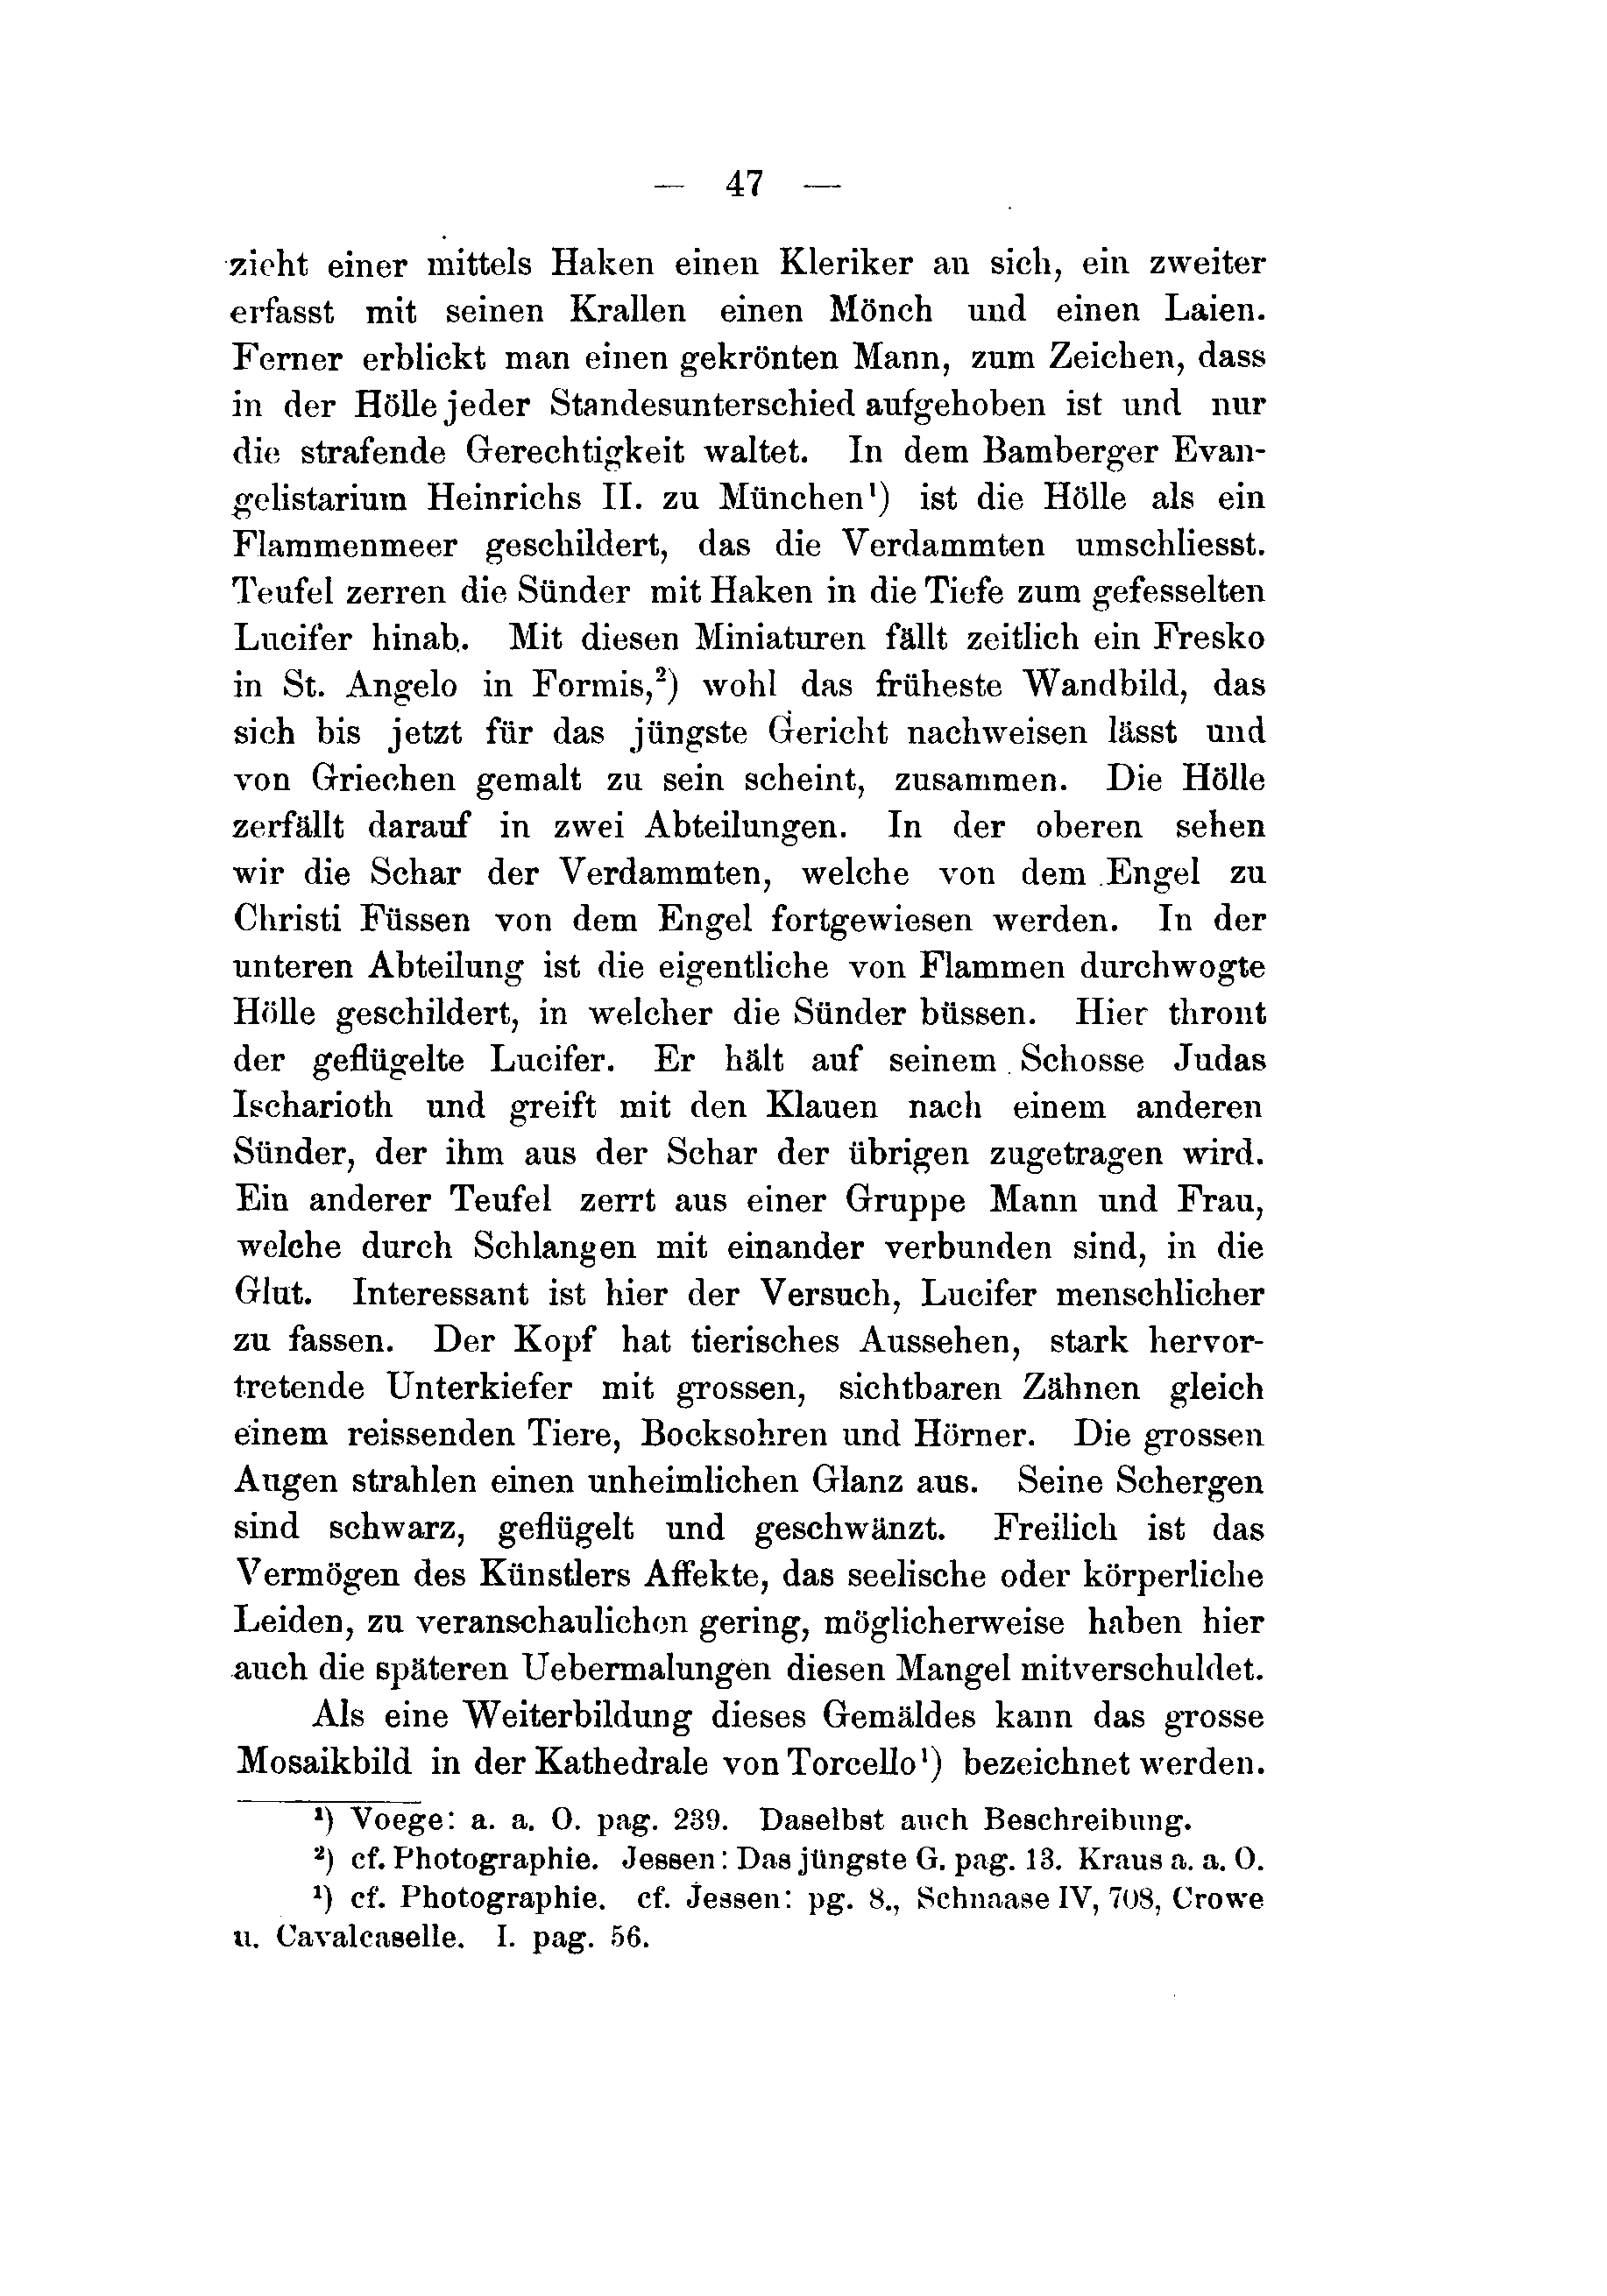 — 47 —
zieht einer mittels Haken einen Kleriker an sich, ein zweiter
erfasst mit seinen Krallen einen Mönch und einen Laien.
Ferner erblickt man einen gekrönten Mann, zum Zeichen, dass
in der Hölle jeder Standesunterschied aufgehoben ist und nur
die strafende Gerechtigkeit waltet. In dem Bamberger Evan-
gelistarium Heinrichs II. zu München¹) ist die Hölle als ein
Flammenmeer geschildert, das die Verdammten umschliesst.
Teufel zerren die Sünder mit Haken in die Tiefe zum gefesselten
Lucifer hinab. Mit diesen Miniaturen fällt zeitlich ein Fresko
in St. Angelo in Formis,²) wohl das früheste Wandbild, das
sich bis jetzt für das jüngste Gericht nachweisen lässt und
von Griechen gemalt zu sein scheint, zusammen. Die Hölle
zerfällt darauf in zwei Abteilungen. In der oberen sehen
wir die Schar der Verdammten, welche von dem Engel zu
Christi Füssen von dem Engel fortgewiesen werden. In der
unteren Abteilung ist die eigentliche von Flammen durchwogte
Hölle geschildert, in welcher die Sünder büssen. Hier thront
der geflügelte Lucifer. Er hält auf seinem Schosse Judas
Ischarioth und greift mit den Klauen nach einem anderen
Sünder, der ihm aus der Schar der übrigen zugetragen wird.
Ein anderer Teufel zerrt aus einer Gruppe Mann und Frau,
welche durch Schlangen mit einander verbunden sind, in die
Glut. Interessant ist hier der Versuch, Lucifer menschlicher
zu fassen. Der Kopf hat tierisches Aussehen, stark hervor-
tretende Unterkiefer mit grossen, sichtbaren Zähnen gleich
einem reissenden Tiere, Bocksohren und Hörner. Die grossen
Augen strahlen einen unheimlichen Glanz aus. Seine Schergen
sind schwarz, geflügelt und geschwänzt. Freilich ist das
Vermögen des Künstlers Affekte, das seelische oder körperliche
Leiden, zu veranschaulichen gering, möglicherweise haben hier
auch die späteren Uebermalungen diesen Mangel mitverschuldet.
Als eine Weiterbildung dieses Gemäldes kann das grosse
Mosaikbild in der Kathedrale von Torcello¹) bezeichnet werden.
¹) Voege: a. a. O. pag. 239. Daselbst auch Beschreibung.
²) cf. Photographie. Jessen: Das jüngste G. pag. 13. Kraus a. a. O.
¹) cf. Photographie. cf. Jessen: pg. 8., Schnaase IV, 708, Crowe
u. Cavalcaselle. I. pag. 56.